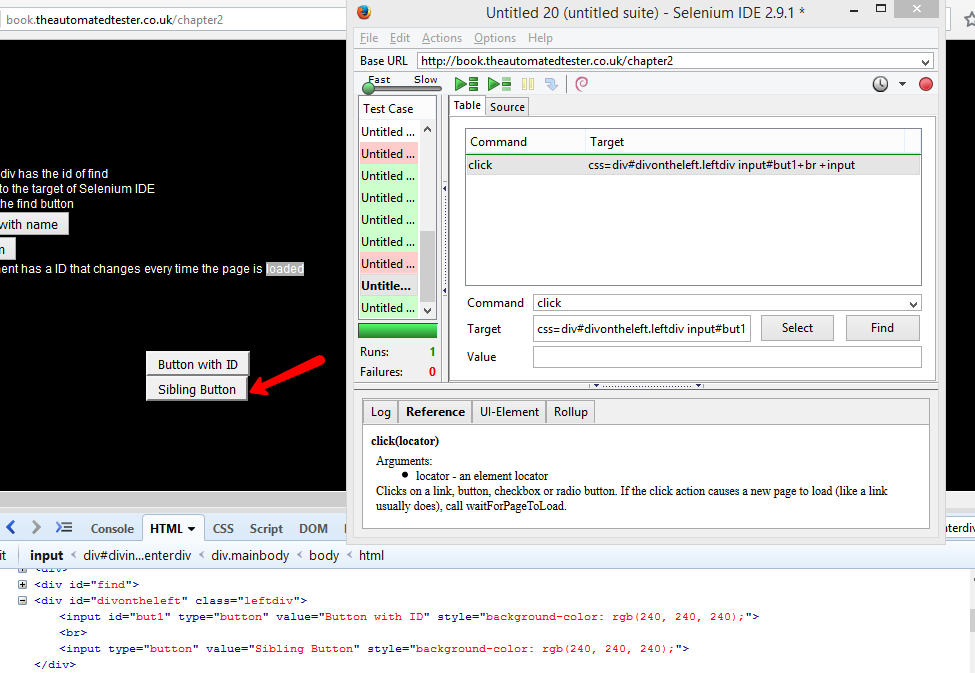 book.theautomatedtester.co.uk/chapter2
Untitled 20 (untitled suite) - Selenium IDE 2.9.1 *
File Edit Actions Options Help
Base URL http://book.theautomatedtester.co.uk/chapter2
Fast Slow
Test Case
Table Source
Untitled ...
Untitled ...
Untitled ...
Untitled ...
Untitled ...
Untitled ...
Untitled ...
Untitle...
Untitled ...
Command Target
click css=div#divontheleft.leftdiv input#but1+br +input
Command click
Target css=div#divontheleft.leftdiv input#but1 Select Find
Value
Runs: 1
Failures: 0
div has the id of find
to the target of Selenium IDE
he find button
with name
ent has a ID that changes every time the page is loaded
Button with ID
Sibling Button
Log Reference UI-Element Rollup
click(locator)
Arguments:
• locator - an element locator
Clicks on a link, button, checkbox or radio button. If the click action causes a new page to load (like a link
usually does), call waitForPageToLoad.
Console HTML CSS Script DOM
it input < div#divin...enterdiv < div.mainbody < body < html
<div id="find">
<div id="divontheleft" class="leftdiv">
<input id="but1" type="button" value="Button with ID" style="background-color: rgb(240, 240, 240);">
<br>
<input type="button" value="Sibling Button" style="background-color: rgb(240, 240, 240);">
</div>